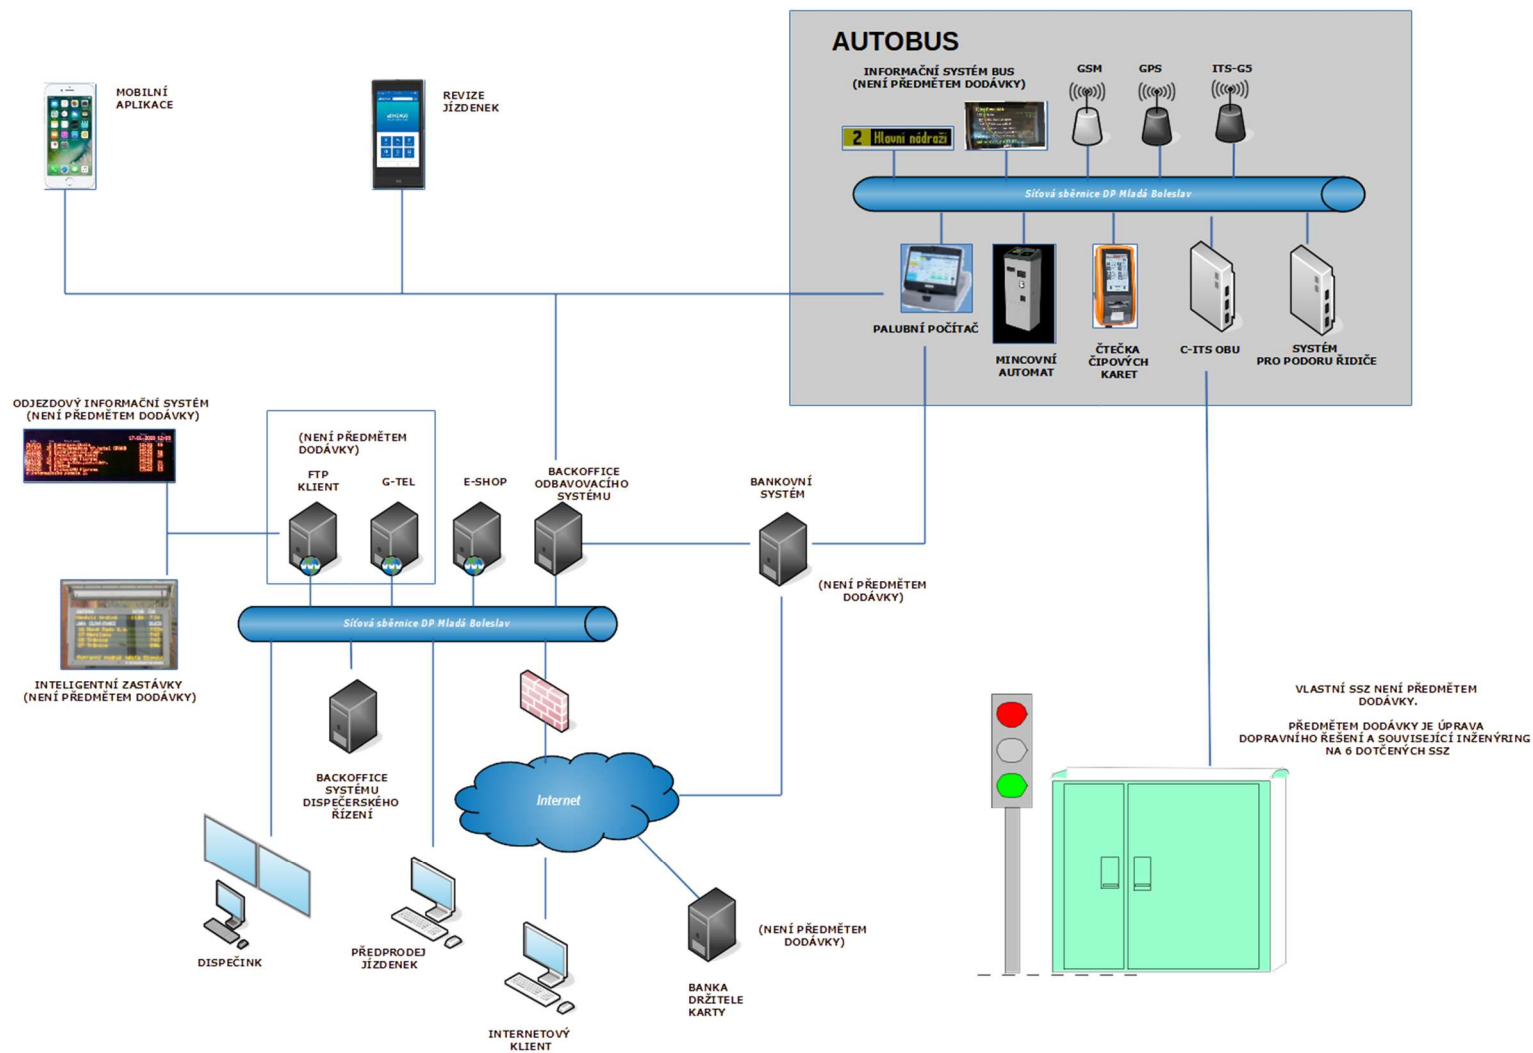 AUTOBUS
INFORMAČNÍ SYSTÉM BUS
(NENÍ PŘEDMĚTEM DODÁVKY)
GSM
GPS
ITS-G5
MOBILNÍ
APLIKACE
REVIZE
JÍZDENEK
2 Hlavní nádraží
Síťová sběrnice DP Mladá Boleslav
PALUBNÍ POČÍTAČ
MINCOVNÍ
AUTOMAT
ČTEČKA
ČIPOVÝCH
KARET
C-ITS OBU
SYSTÉM
PRO PODORU ŘIDIČE
ODJEZDOVÝ INFORMAČNÍ SYSTÉM
(NENÍ PŘEDMĚTEM DODÁVKY)
(NENÍ PŘEDMĚTEM
DODÁVKY)
FTP
KLIENT
G-TEL
E-SHOP
BACKOFFICE
ODBAVOVACÍHO
SYSTÉMU
BANKOVNÍ
SYSTÉM
(NENÍ PŘEDMĚTEM
DODÁVKY)
Síťová sběrnice DP Mladá Boleslav
INTELIGENTNÍ ZASTÁVKY
(NENÍ PŘEDMĚTEM DODÁVKY)
BACKOFFICE
SYSTÉMU
DISPEČERSKÉHO
ŘÍZENÍ
Internet
VLASTNÍ SSZ NENÍ PŘEDMĚTEM
DODÁVKY.
PŘEDMĚTEM DODÁVKY JE ÚPRAVA
DOPRAVNÍHO ŘEŠENÍ A SOUVISEJÍCÍ INŽENÝRING
NA 6 DOTČENÝCH SSZ
DISPEČINK
PŘEDPRODEJ
JÍZDENEK
INTERNETOVÝ
KLIENT
(NENÍ PŘEDMĚTEM
DODÁVKY)
BANKA
DRŽITELE
KARTY